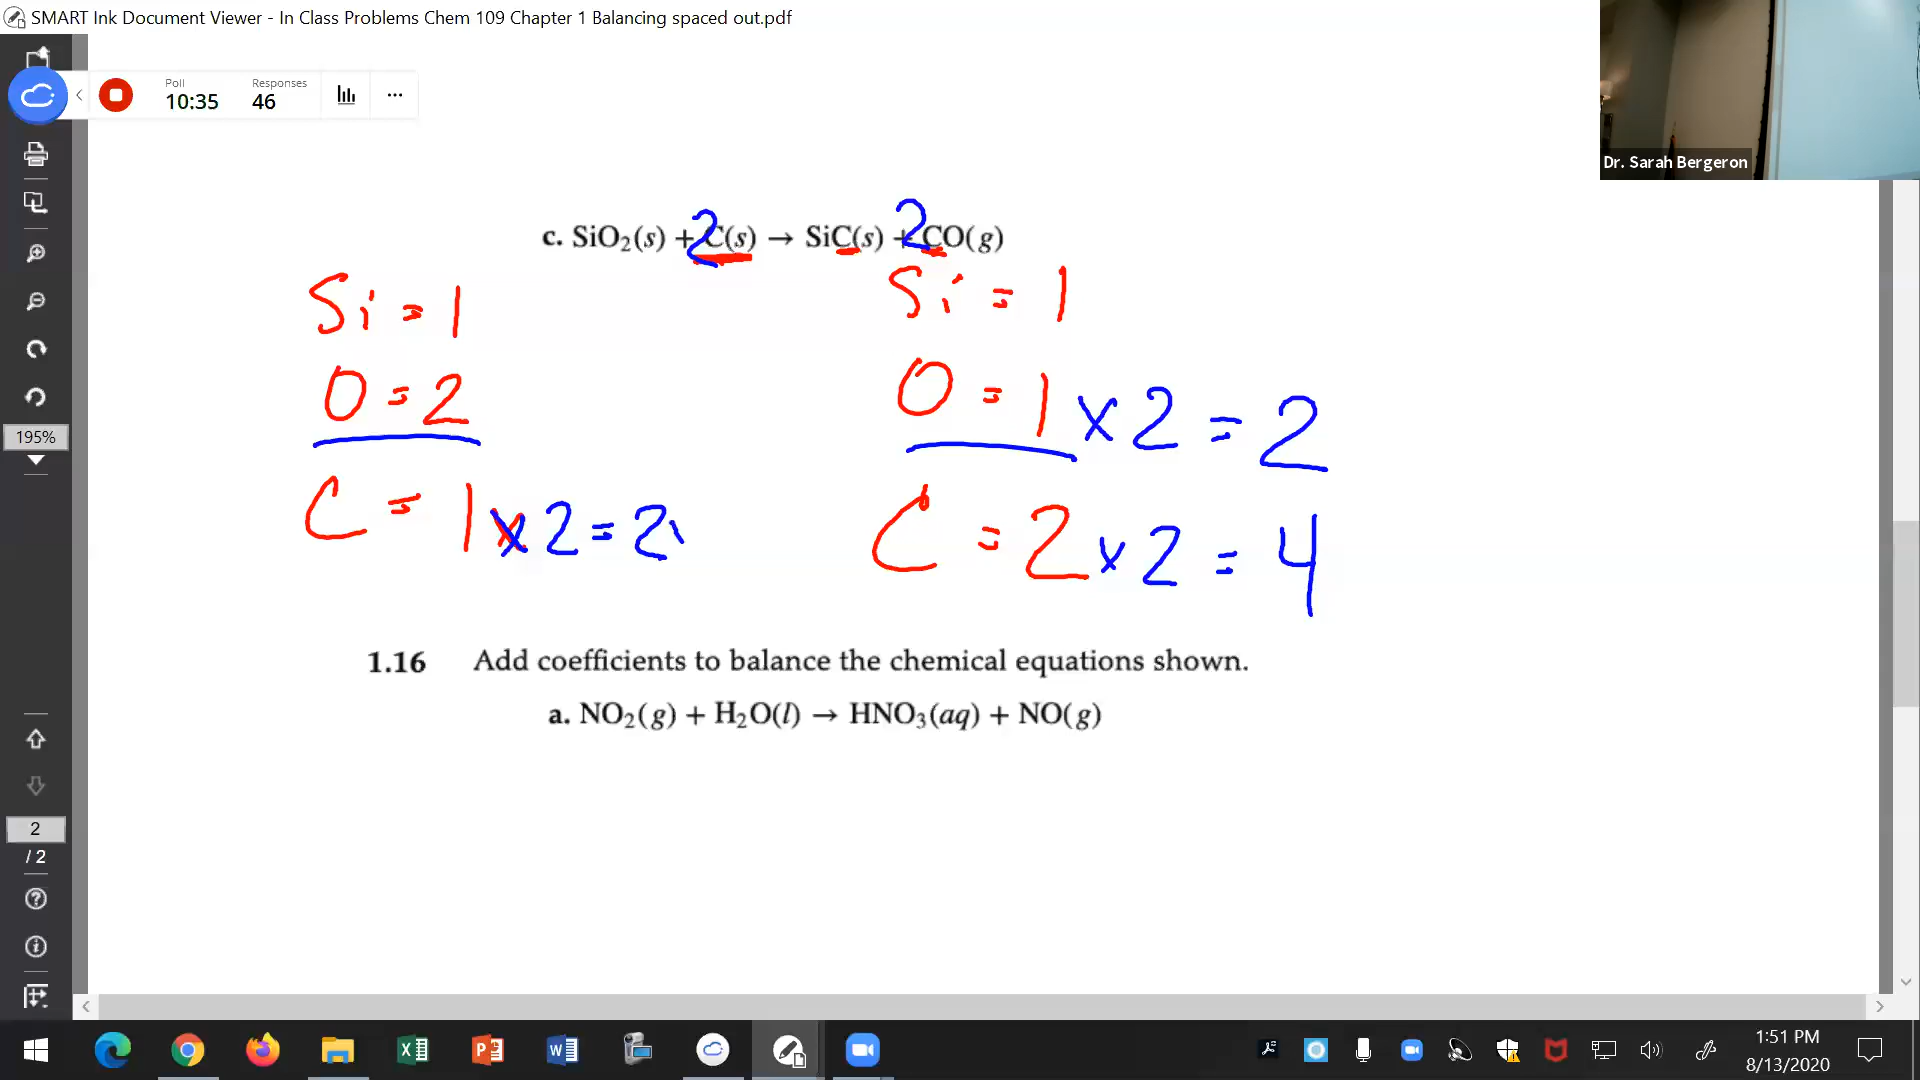 SMART Ink Document Viewer - In Class Problems Chem 109 Chapter 1 Balancing spaced out.pdf
Poll
10:35
Responses
46
Dr. Sarah Bergeron
c. SiO₂(s) + 2 C(s) → SiC(s) + 2 CO(g)
Si = 1
Si = 1
O = 2
O = 1 x 2 = 2
C = 1 x 2 = 2
C = 2 x 2 = 4
195%
1.16 Add coefficients to balance the chemical equations shown.
a. NO₂(g) + H₂O(l) → HNO₃(aq) + NO(g)
2
/ 2
1:51 PM
8/13/2020